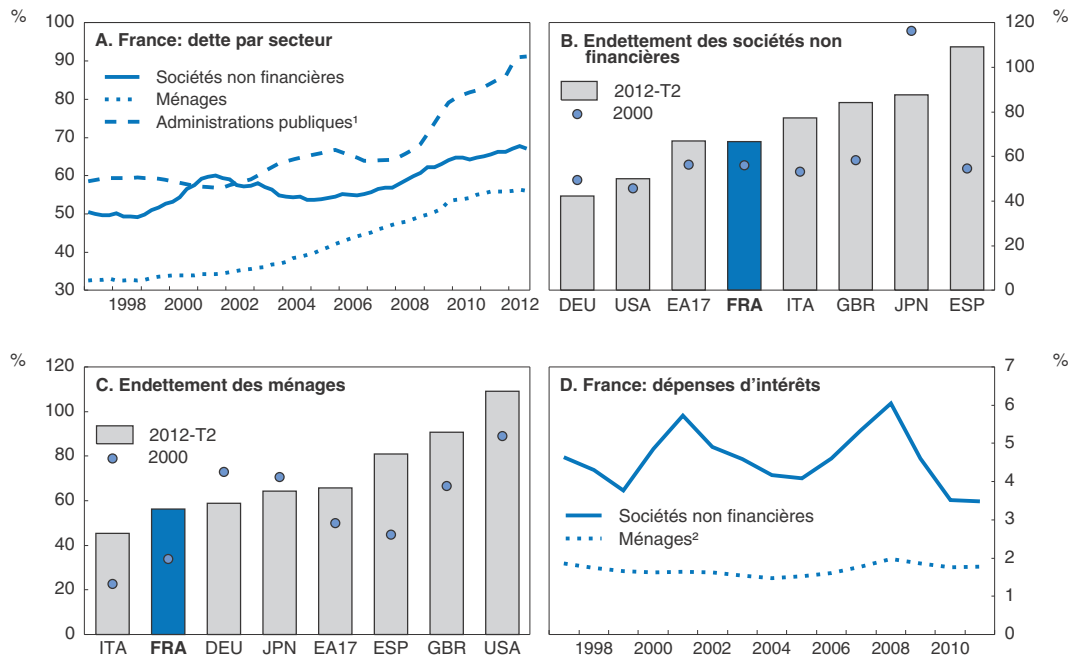 %
100
90
80
70
60
50
40
30
A. France: dette par secteur
Sociétés non financières
Ménages
Administrations publiques¹
1998 2000 2002 2004 2006 2008 2010 2012
%
120
100
80
60
40
20
0
B. Endettement des sociétés non
financières
2012-T2
2000
DEU USA EA17 FRA ITA GBR JPN ESP
%
120
100
80
60
40
20
0
C. Endettement des ménages
2012-T2
2000
ITA FRA DEU JPN EA17 ESP GBR USA
%
7
6
5
4
3
2
1
0
D. France: dépenses d'intérêts
Sociétés non financières
Ménages²
1998 2000 2002 2004 2006 2008 2010